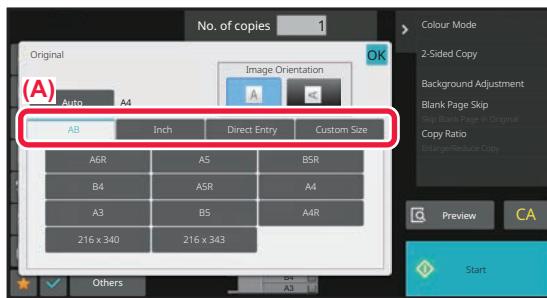 No. of copies 1
Original
OK
Image Orientation
A A
(A)
Auto A4
AB Inch Direct Entry Custom Size
A6R A5 B5R
B4 A5R A4
A3 B5 A4R
216 x 340 216 x 343
Others
B4
A3
Colour Mode
2-Sided Copy
Background Adjustment
Blank Page Skip
Skip Blank Page in Original
Copy Ratio
Enlarge/Reduce Copy
Preview CA
Start